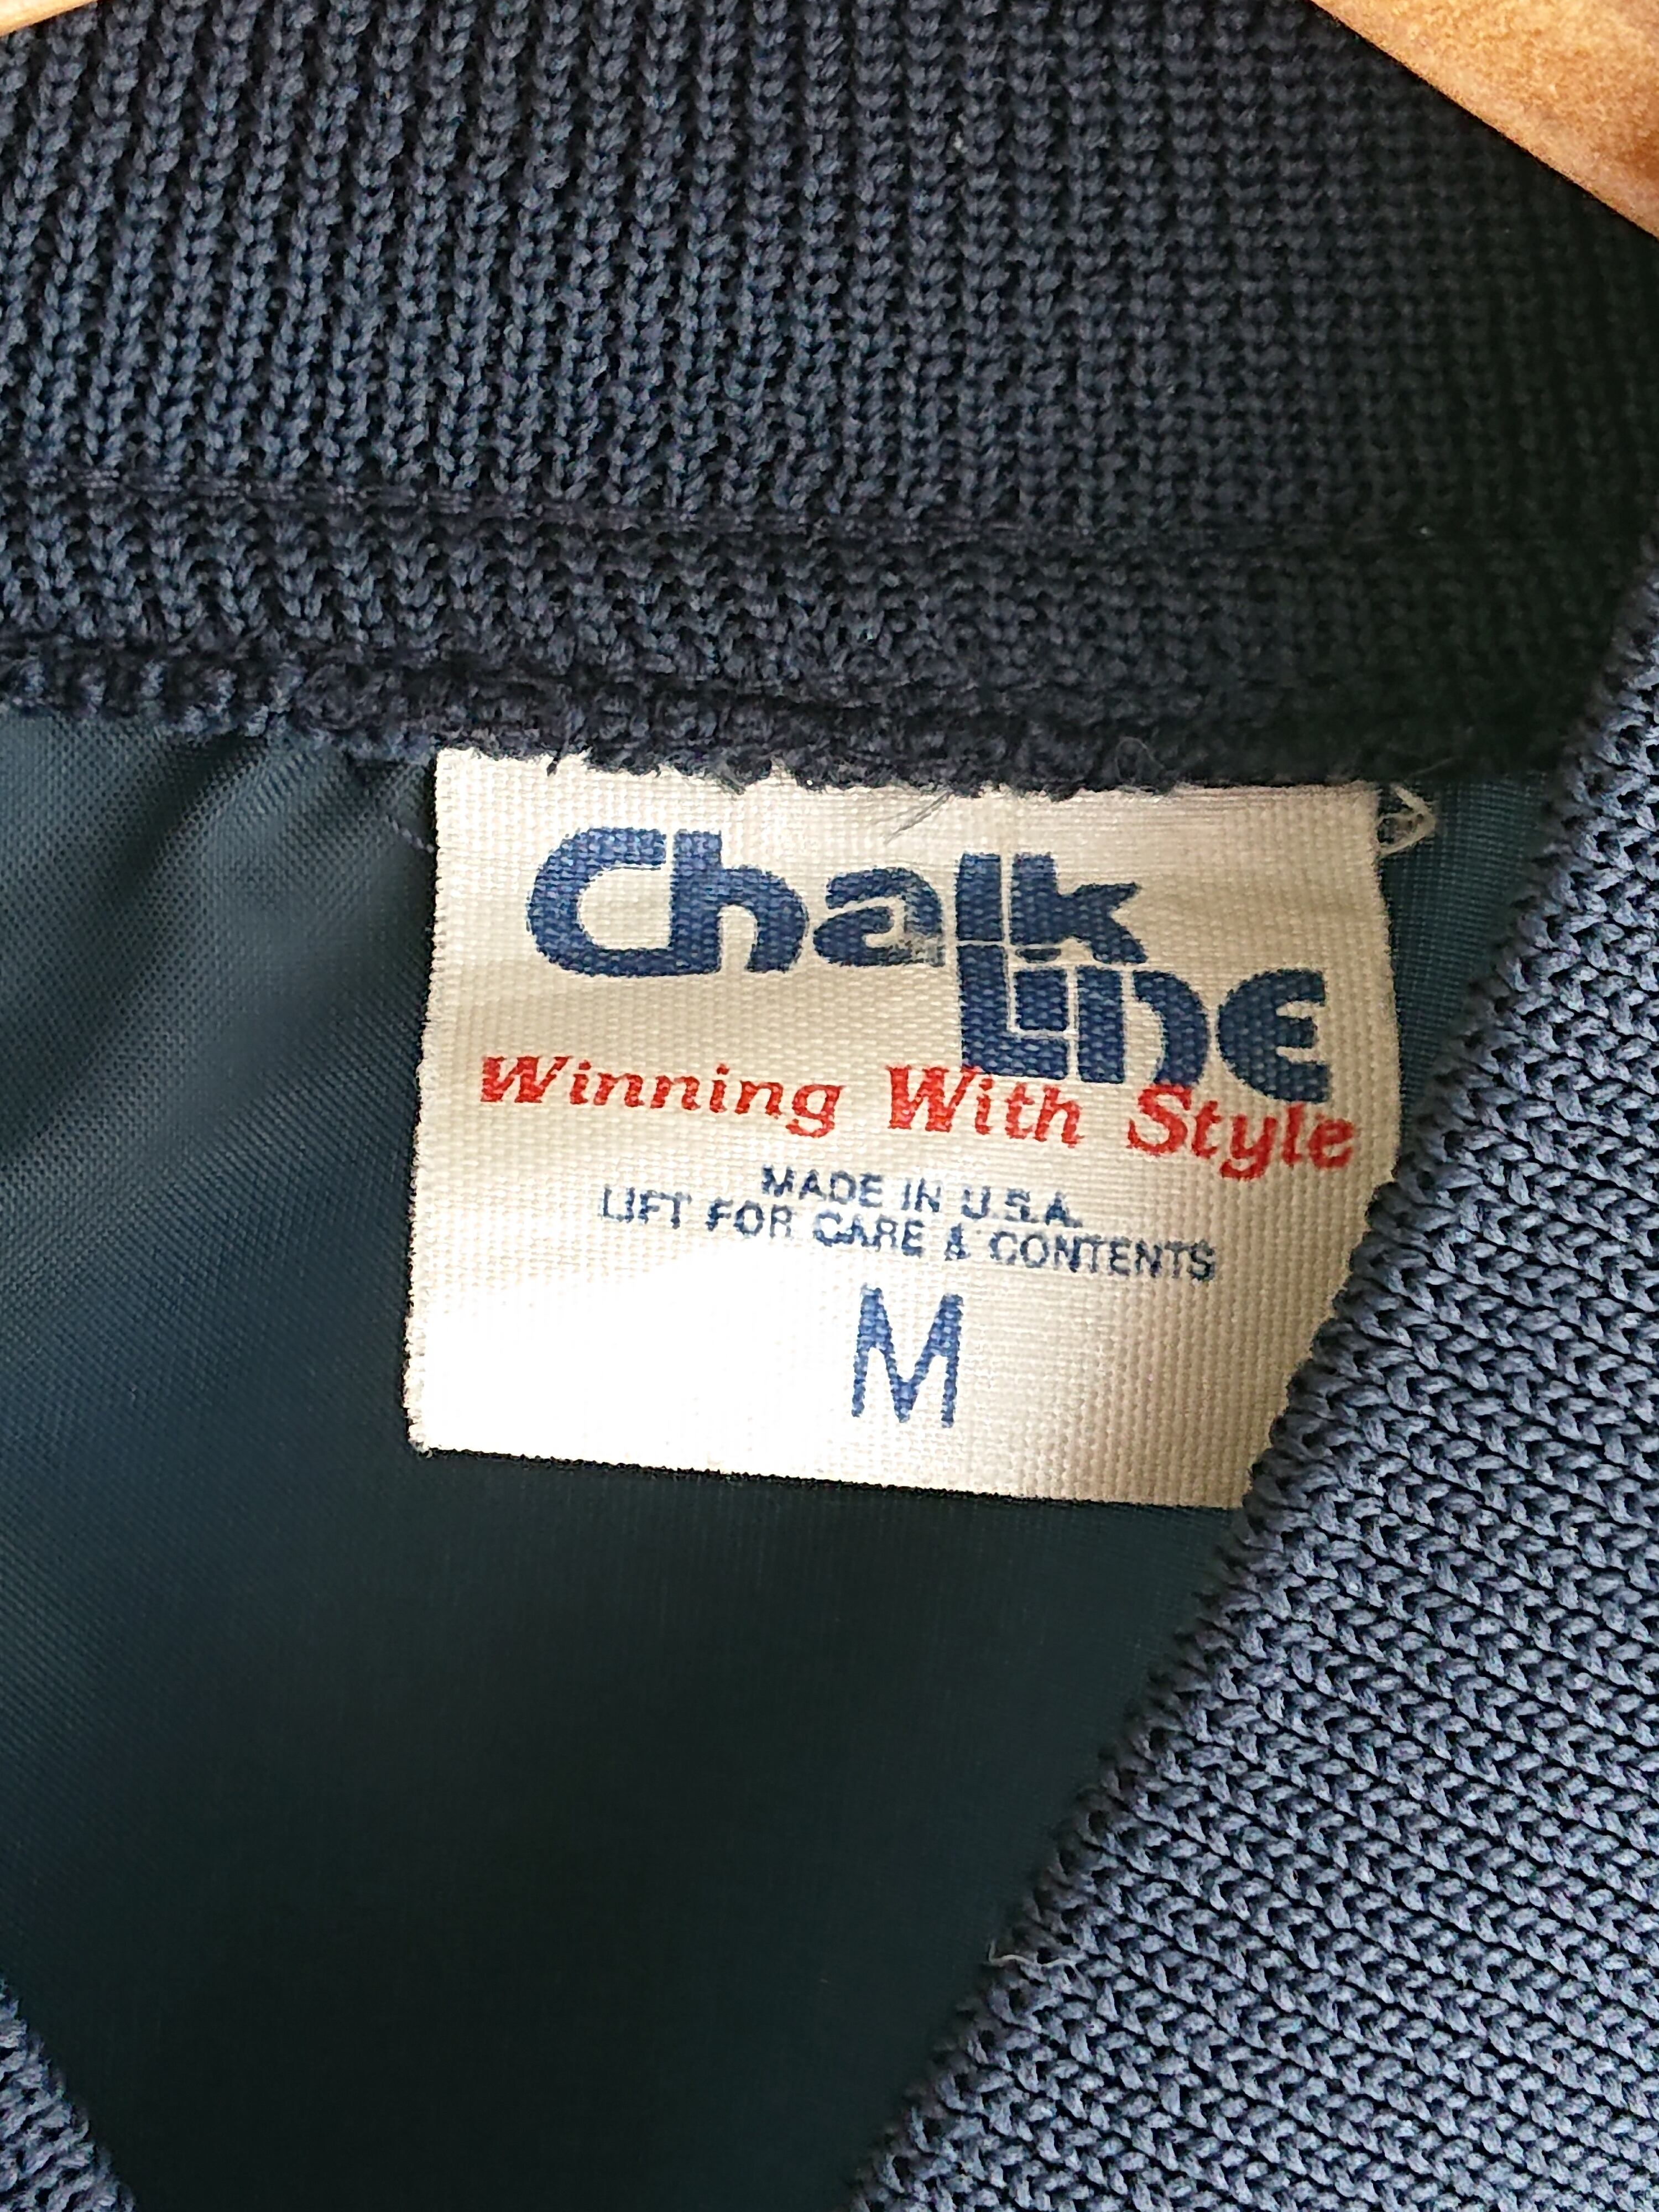 Chalk
Line
Winning With Style
MADE IN U.S.A.
LIFT FOR CARE & CONTENTS
M